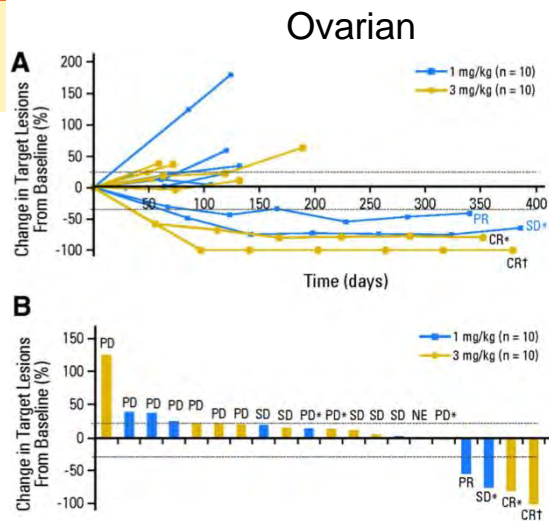 Ovarian
A
Change in Target Lesions
From Baseline (%)
200
150
100
50
0
-50
-100
1 mg/kg (n = 10)
3 mg/kg (n = 10)
50 100 150 200 250 300 350 400
PR
SD*
CR*
CR†
Time (days)
B
Change in Target Lesions
From Baseline (%)
150
100
50
0
-50
-100
1 mg/kg (n = 10)
3 mg/kg (n = 10)
PD
PD PD PD PD PD PD SD SD PD* PD* SD SD SD NE PD*
PR
SD*
CR*
CR†